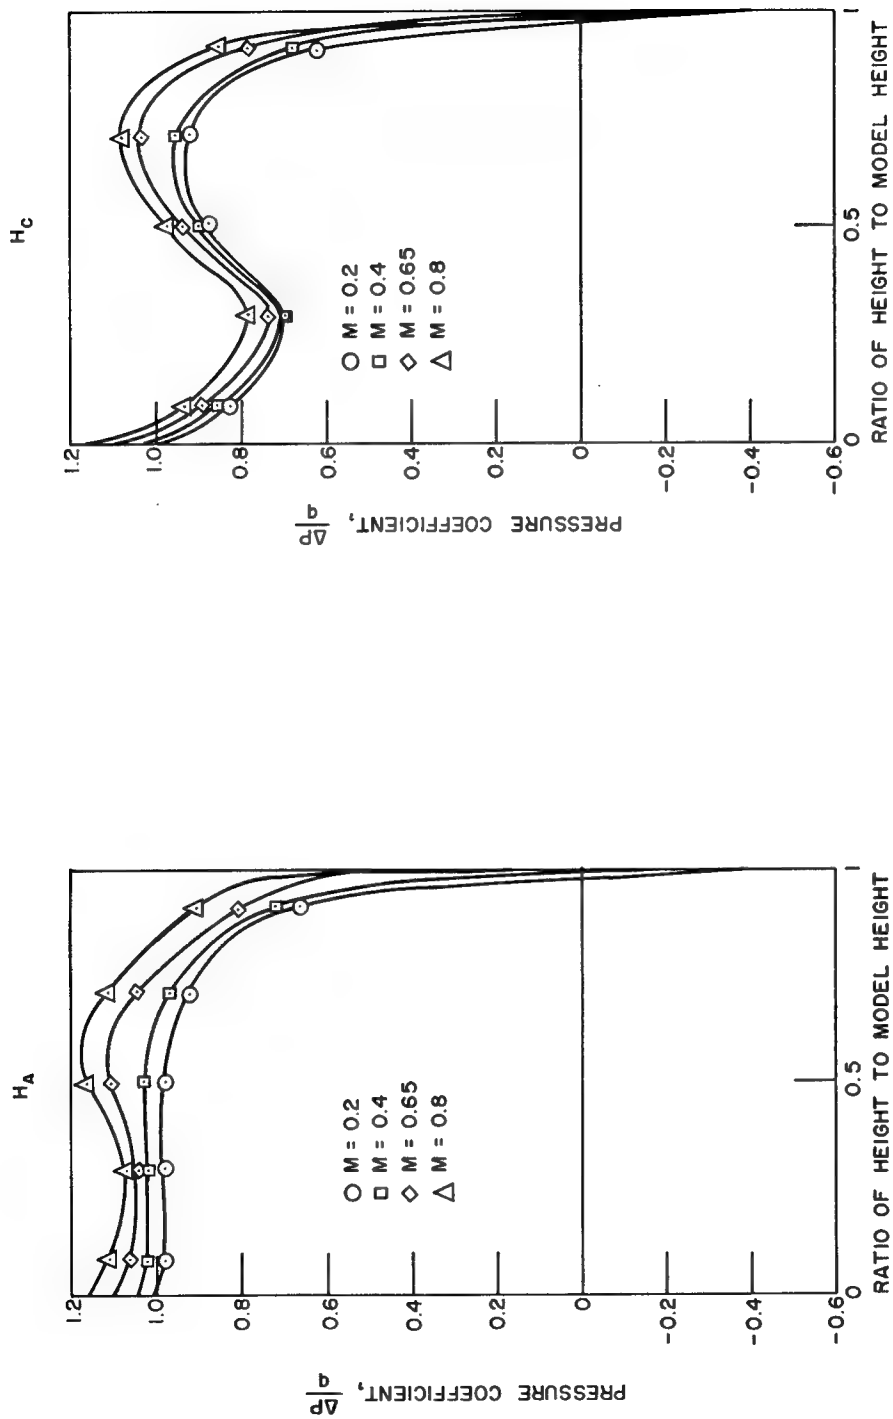 H_A
PRESSURE COEFFICIENT, ΔP/q
1.2
1.0
0.8
0.6
0.4
0.2
0
-0.2
-0.4
-0.6
○ M = 0.2
□ M = 0.4
◇ M = 0.65
△ M = 0.8
0
0.5
1
RATIO OF HEIGHT TO MODEL HEIGHT
H_C
PRESSURE COEFFICIENT, ΔP/q
1.2
1.0
0.8
0.6
0.4
0.2
0
-0.2
-0.4
-0.6
○ M = 0.2
□ M = 0.4
◇ M = 0.65
△ M = 0.8
0
0.5
1
RATIO OF HEIGHT TO MODEL HEIGHT